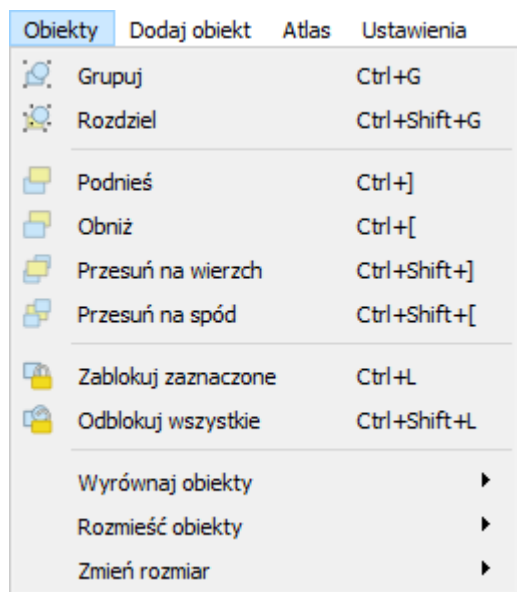 Obiekty Dodaj obiekt Atlas Ustawienia
Grupuj Ctrl+G
Rozdziel Ctrl+Shift+G
Podnieś Ctrl+]
Obniż Ctrl+[
Przesuń na wierzch Ctrl+Shift+]
Przesuń na spód Ctrl+Shift+[
Zablokuj zaznaczone Ctrl+L
Odblokuj wszystkie Ctrl+Shift+L
Wyrównaj obiekty
Rozmieść obiekty
Zmień rozmiar